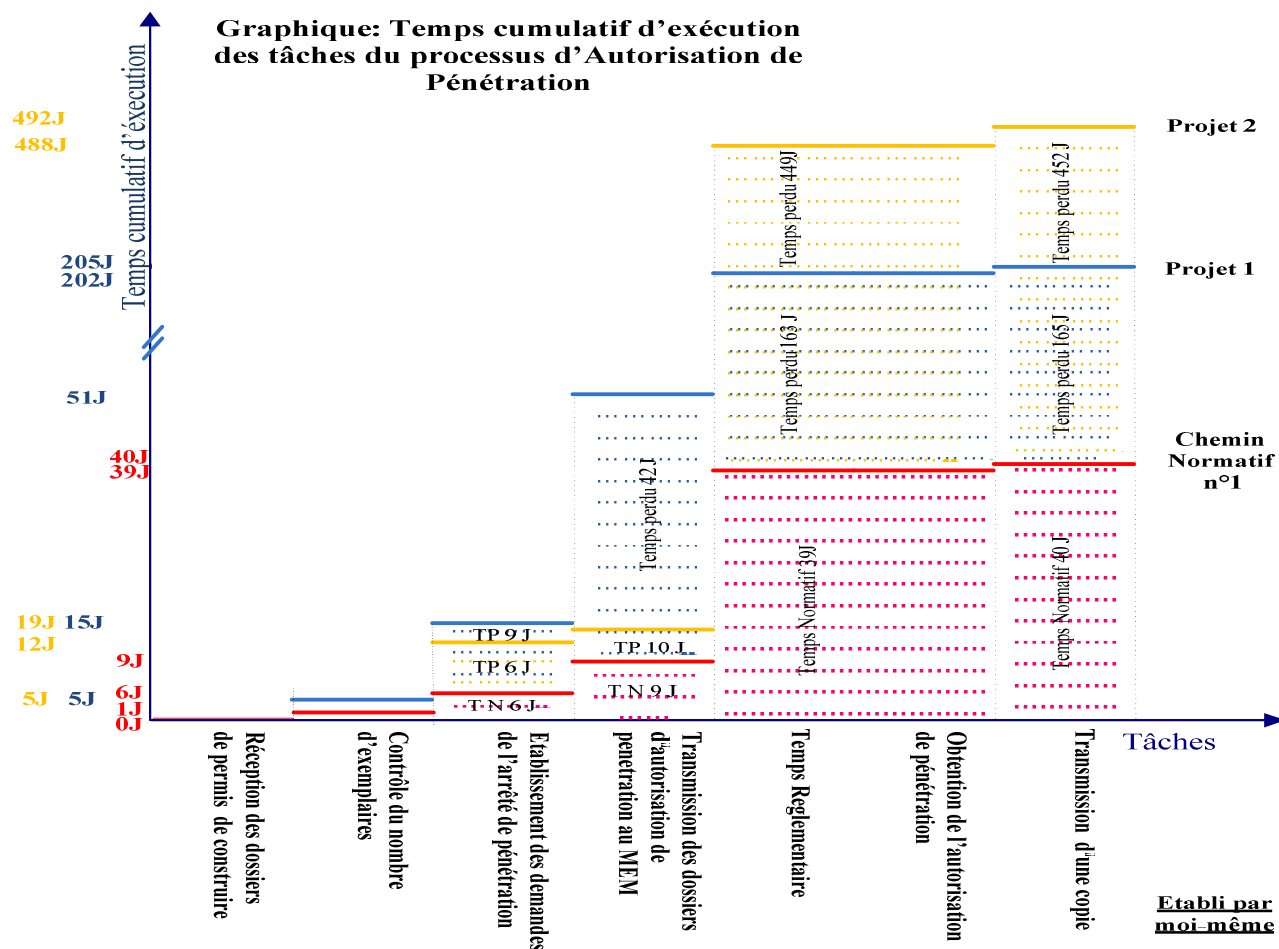 Graphique: Temps cumulatif d'exécution
des tâches du processus d'Autorisation de
Pénétration
Temps cumulatif d'éxecution
492J
488J
205J
202J
51J
40J
39J
19J 15J
12J
9J
6J
5J 5J
1J
0J
Projet 2
Projet 1
Chemin
Normatif
n°1
Temps perdu 449J
Temps perdu 452 J
Temps perdu 163 J
Temps perdu 165 J
Temps perdu 42 J
Temps Normatif 39J
Temps Normatif 40 J
TP 9 J
TP 6 J
T N 6 J
TP 10 J
T N 9 J
Tâches
Réception des dossiers
de permis de construire
Contrôle du nombre
d'exemplaires
Etablissement des demandes
de l'arrêté de pénétration
Transmission des dossiers
d'autorisation de
penetration au MEM
Temps Reglementaire
Obtention de l'autorisation
de pénétration
Transmission d'une copie
Etabli par
moi-même